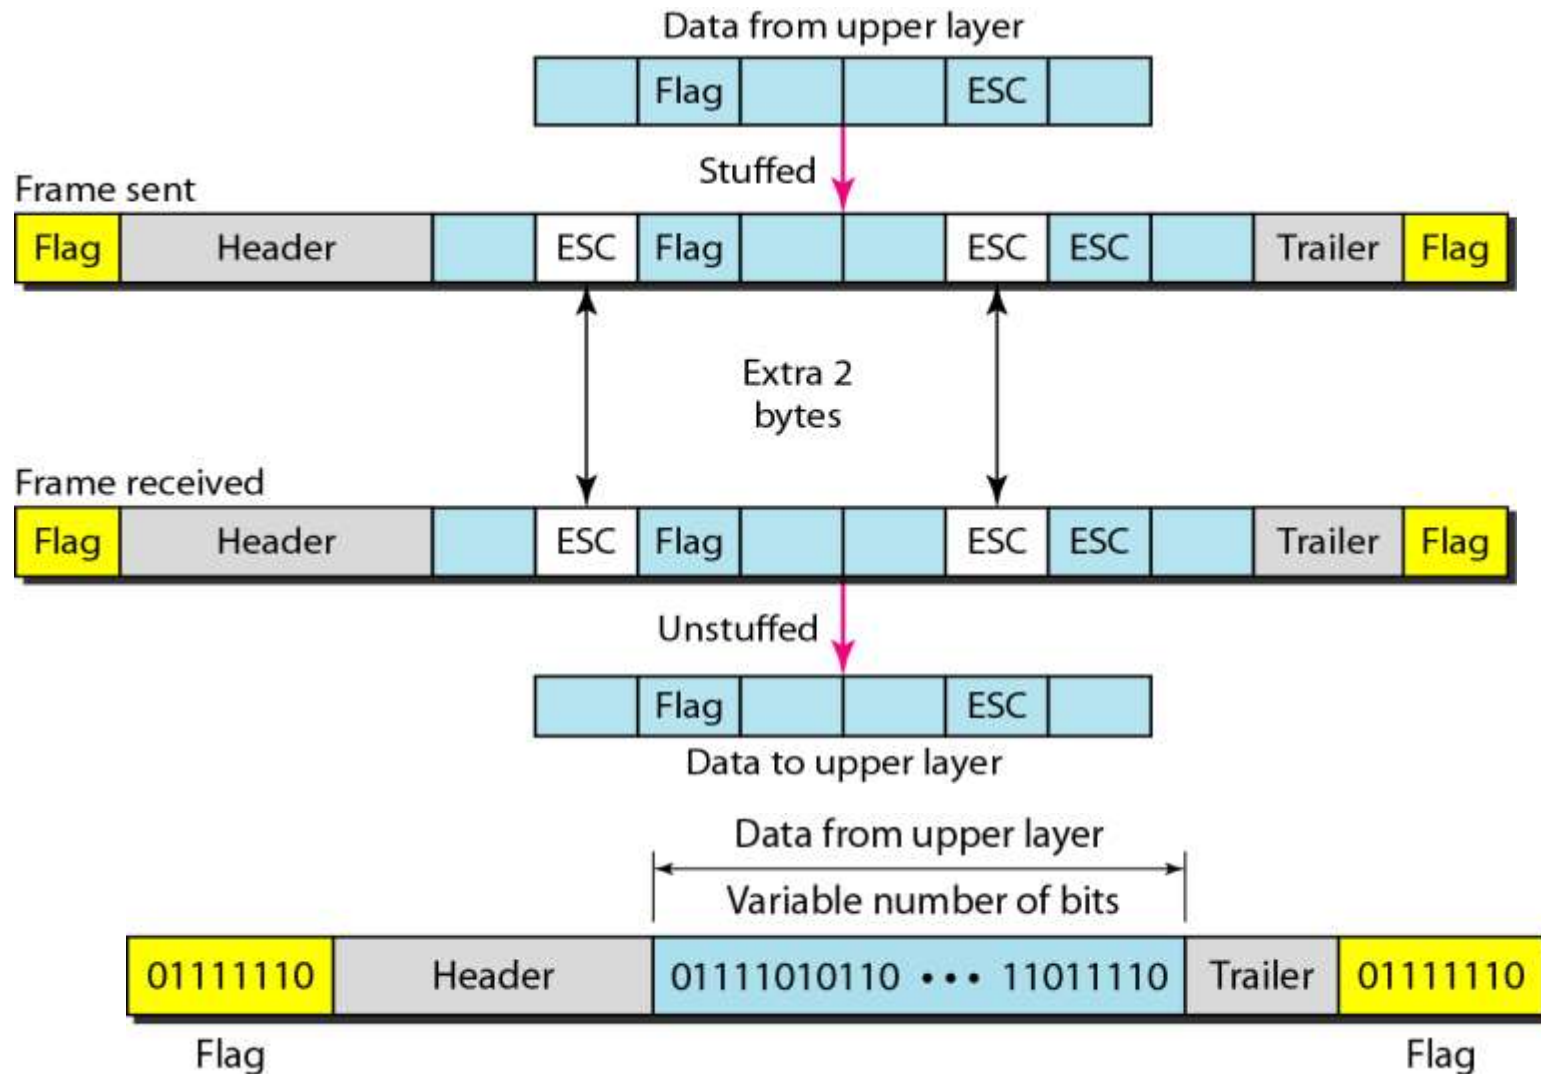 Data from upper layer
Flag ESC
Stuffed
Frame sent
Flag Header ESC Flag ESC ESC Trailer Flag
Extra 2
bytes
Frame received
Flag Header ESC Flag ESC ESC Trailer Flag
Unstuffed
Flag ESC
Data to upper layer
Data from upper layer
Variable number of bits
01111110 Header 01111010110 ••• 11011110 Trailer 01111110
Flag Flag